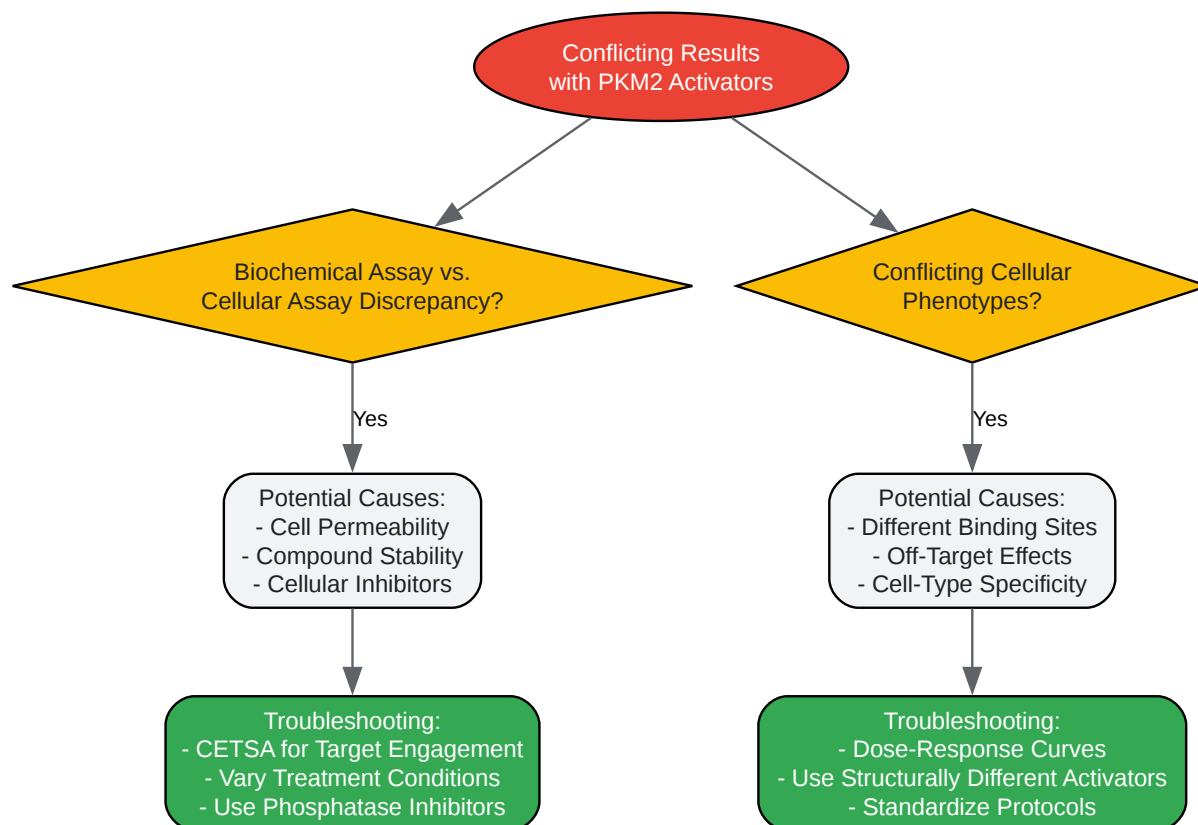 Conflicting Results
with PKM2 Activators
Biochemical Assay vs.
Cellular Assay Discrepancy?
Conflicting Cellular
Phenotypes?
Yes
Yes
Potential Causes:
- Cell Permeability
- Compound Stability
- Cellular Inhibitors
Potential Causes:
- Different Binding Sites
- Off-Target Effects
- Cell-Type Specificity
Troubleshooting:
- CETSA for Target Engagement
- Vary Treatment Conditions
- Use Phosphatase Inhibitors
Troubleshooting:
- Dose-Response Curves
- Use Structurally Different Activators
- Standardize Protocols